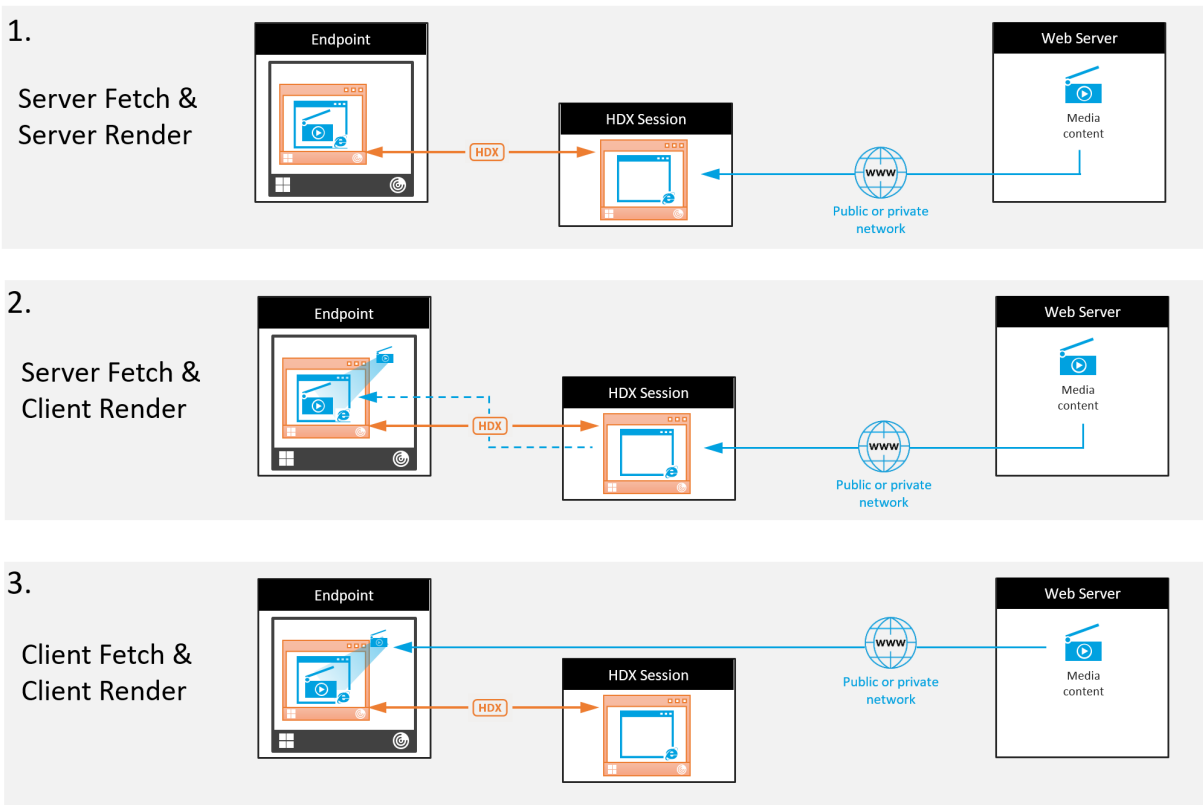 1.
Server Fetch &
Server Render
Endpoint
HDX
HDX Session
www
Public or private
network
Web Server
Media
content
2.
Server Fetch &
Client Render
Endpoint
HDX
HDX Session
www
Public or private
network
Web Server
Media
content
3.
Client Fetch &
Client Render
Endpoint
HDX
HDX Session
www
Public or private
network
Web Server
Media
content